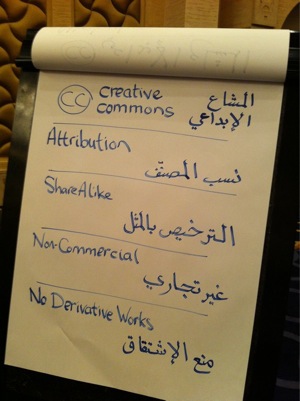 CC creative المشاع
commons الإبداعي
Attribution
نسب المصنّف
ShareAlike
الترخيص بالمثل
Non-Commercial
غير تجاري
No Derivative Works
منع الإشتقاق